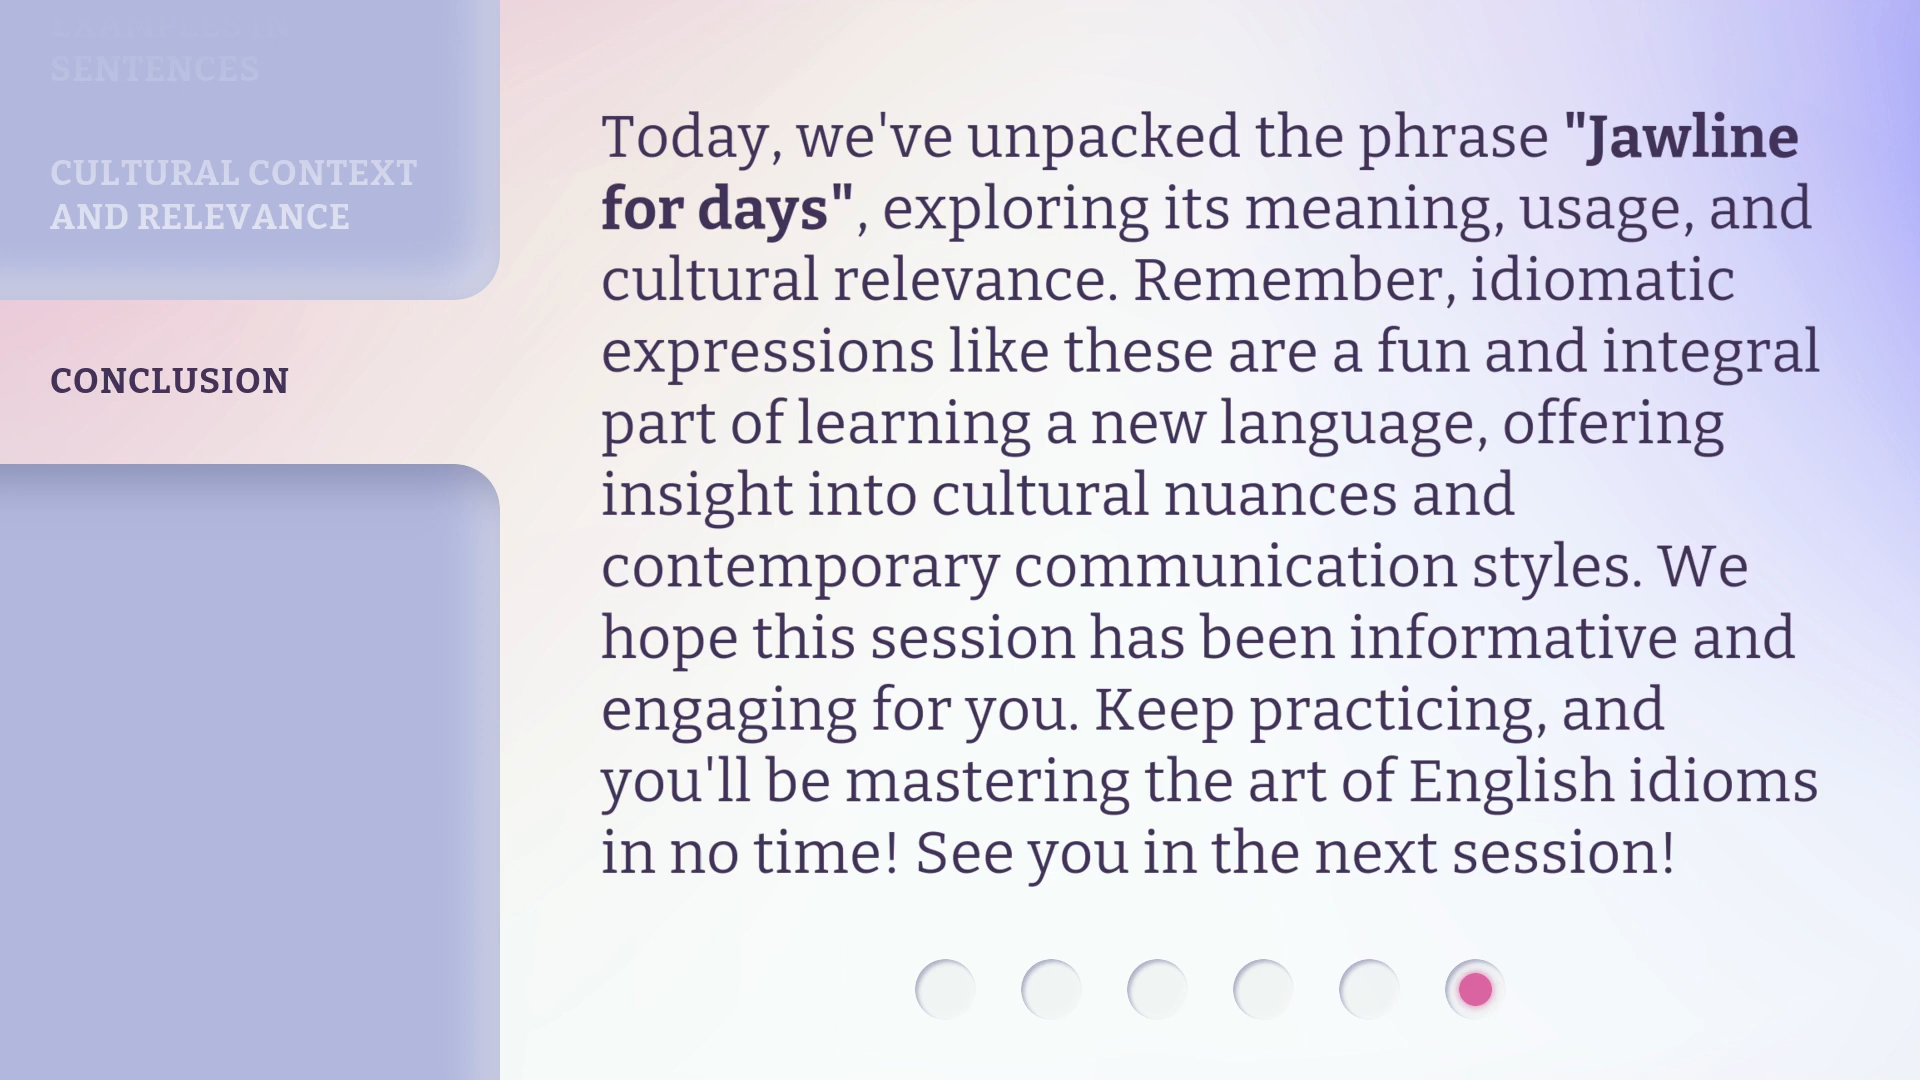 EXAMPLES IN
SENTENCES
CULTURAL CONTEXT
AND RELEVANCE
CONCLUSION
Today, we've unpacked the phrase "Jawline
for days", exploring its meaning, usage, and
cultural relevance. Remember, idiomatic
expressions like these are a fun and integral
part of learning a new language, offering
insight into cultural nuances and
contemporary communication styles. We
hope this session has been informative and
engaging for you. Keep practicing, and
you'll be mastering the art of English idioms
in no time! See you in the next session!